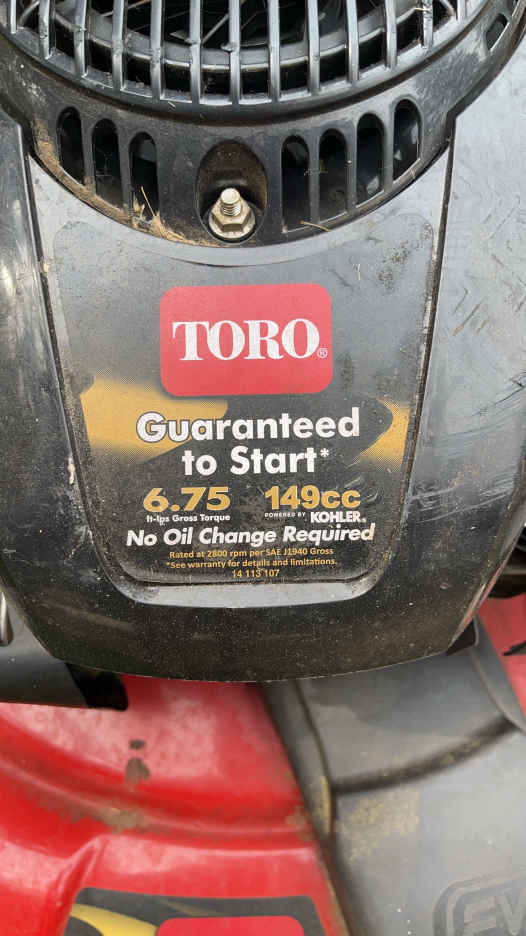 TORO®
Guaranteed
to Start*
6.75 149cc
ft-lbs Gross Torque POWERED BY KOHLER®
No Oil Change Required
Rated at 2800 rpm per SAE J1940 Gross
*See warranty for details and limitations.
14 113 107